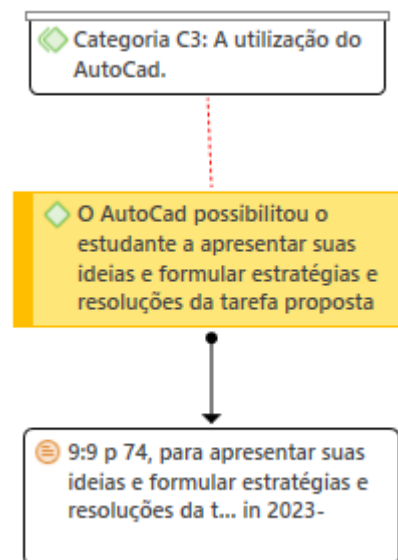 Categoria C3: A utilização do
AutoCad.
O AutoCad possibilitou o
estudante a apresentar suas
ideias e formular estratégias e
resoluções da tarefa proposta
9:9 p 74, para apresentar suas
ideias e formular estratégias e
resoluções da t... in 2023-